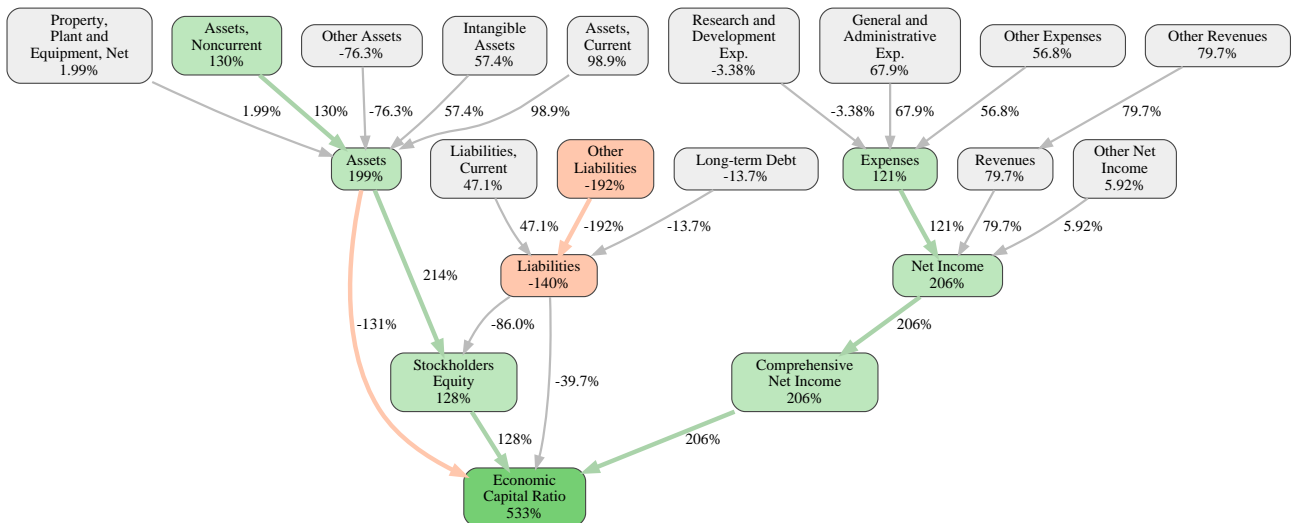 Property,
Plant and
Equipment, Net
1.99%
Assets,
Noncurrent
130%
Other Assets
-76.3%
Intangible
Assets
57.4%
Assets,
Current
98.9%
Research and
Development
Exp.
-3.38%
General and
Administrative
Exp.
67.9%
Other Expenses
56.8%
Other Revenues
79.7%
1.99%
130%
-76.3%
57.4%
98.9%
-3.38%
67.9%
56.8%
79.7%
Assets
199%
Liabilities,
Current
47.1%
Other
Liabilities
-192%
Long-term Debt
-13.7%
Expenses
121%
Revenues
79.7%
Other Net
Income
5.92%
47.1%
-192%
-13.7%
121%
79.7%
5.92%
214%
Liabilities
-140%
Net Income
206%
-131%
-86.0%
206%
Stockholders
Equity
128%
-39.7%
Comprehensive
Net Income
206%
128%
206%
Economic
Capital Ratio
533%